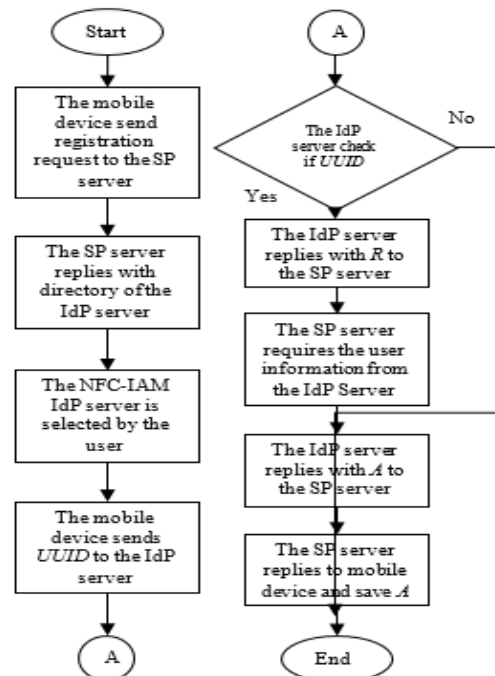 Start
The mobile
device send
registration
request to the SP
server
The SP server
replies with
directory of the
IdP server
The NFC-IAM
IdP server is
selected by the
user
The mobile
device sends
UUID to the IdP
server
A
A
The IdP
server check
if UUID
No
Yes
The IdP server
replies with R to
the SP server
The SP server
requires the user
information from
the IdP Server
The IdP server
replies with A to
the SP server
The SP server
replies to mobile
device and save A
End